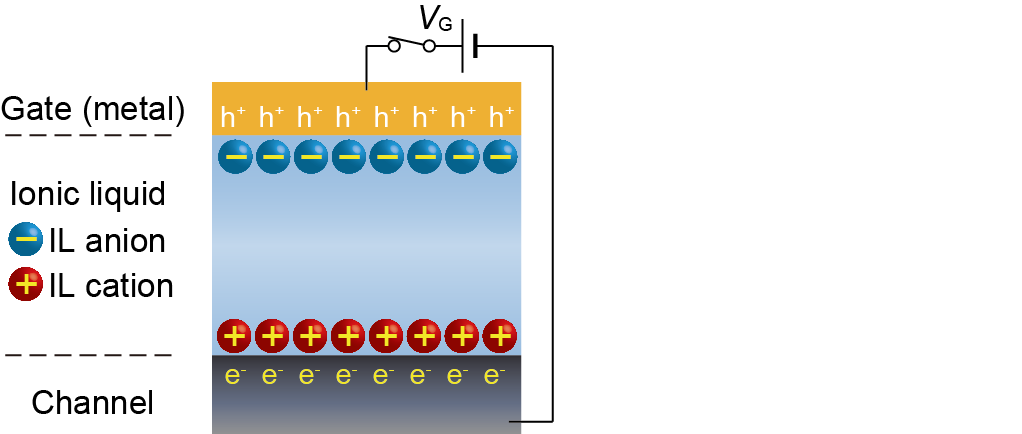 VG
Gate (metal)
h+ h+ h+ h+ h+ h+ h+ h+
− − − − − − − −
Ionic liquid
− IL anion
+ IL cation
+ + + + + + + +
e- e- e- e- e- e- e- e-
Channel